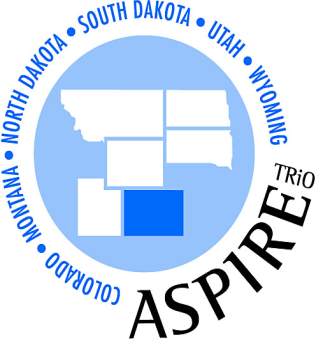 COLORADO • MONTANA • NORTH DAKOTA • SOUTH DAKOTA • UTAH • WYOMING
TRiO
ASPIRE